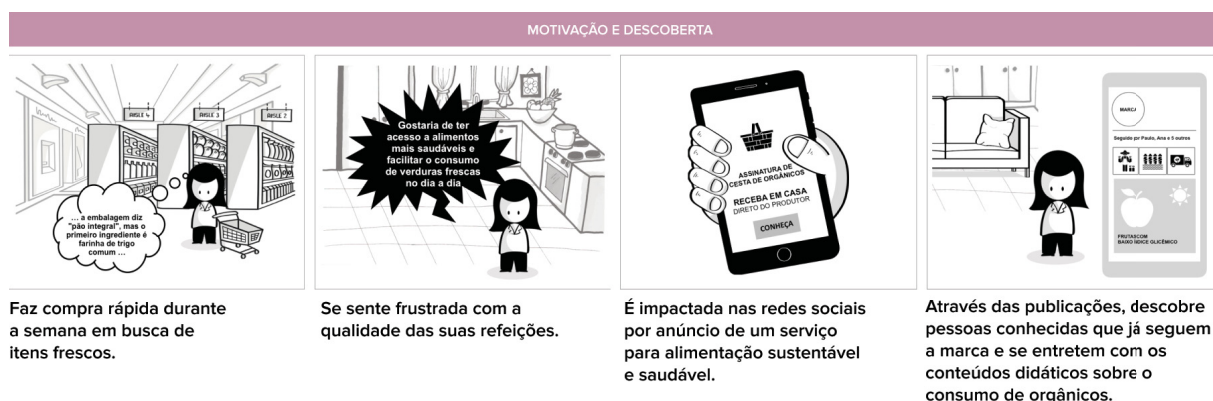 MOTIVAÇÃO E DESCOBERTA
AISLE 4
AISLE 3
AISLE 2
... a embalagem diz
"pão integral", mas o
primeiro ingrediente é
farinha de trigo
comum ...
Faz compra rápida durante
a semana em busca de
itens frescos.
Gostaria de ter
acesso a alimentos
mais saudáveis e
facilitar o consumo
de verduras frescas
no dia a dia
Se sente frustrada com a
qualidade das suas refeições.
ASSINATURA DE
CESTA DE ORGÂNICOS
RECEBA EM CASA
DIRETO DO PRODUTOR
CONHEÇA
É impactada nas redes sociais
por anúncio de um serviço
para alimentação sustentável
e saudável.
MARCA
Seguido por Paulo, Ana e 5 outros
FRUTAS COM
BAIXO ÍNDICE GLICÊMICO
Através das publicações, descobre
pessoas conhecidas que já seguem
a marca e se entretem com os
conteúdos didáticos sobre o
consumo de orgânicos.